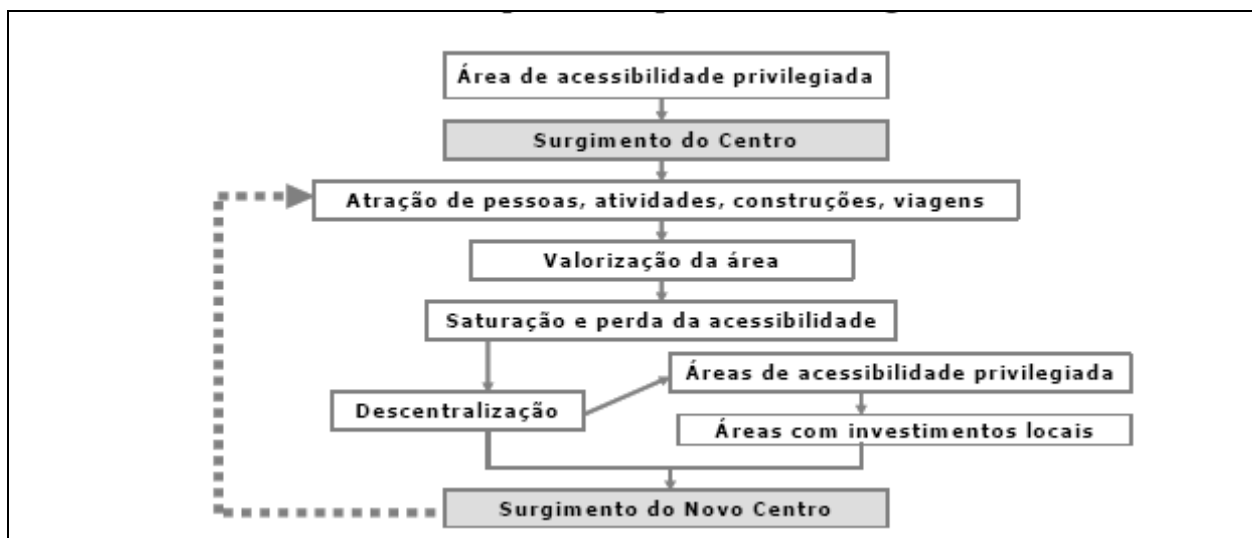 Área de acessibilidade privilegiada
Surgimento do Centro
Atração de pessoas, atividades, construções, viagens
Valorização da área
Saturação e perda da acessibilidade
Áreas de acessibilidade privilegiada
Descentralização
Áreas com investimentos locais
Surgimento do Novo Centro